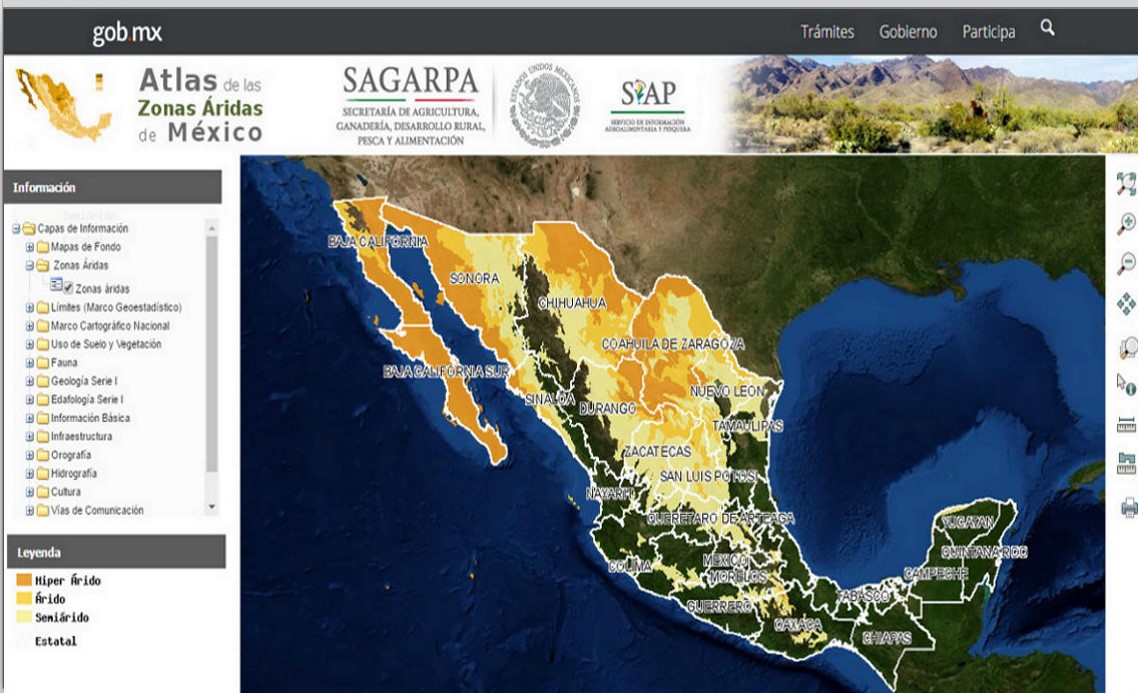 gob.mx
Trámites Gobierno Participa
Atlas de las
Zonas Áridas
de México
SAGARPA
SECRETARÍA DE AGRICULTURA,
GANADERÍA, DESARROLLO RURAL,
PESCA Y ALIMENTACIÓN
ESTADOS UNIDOS MEXICANOS
SIAP
SERVICIO DE INFORMACIÓN
AGROALIMENTARIA Y PESQUERA
Información
Capas de Información
Mapas de Fondo
Zonas Áridas
Zonas áridas
Límites (Marco Geoestadístico)
Marco Cartográfico Nacional
Uso de Suelo y Vegetación
Fauna
Geología Serie I
Edafología Serie I
Información Básica
Infraestructura
Orografía
Hidrografía
Cultura
Vías de Comunicación
Leyenda
Hiper Árido
Árido
Semiárido
Estatal
BAJA CALIFORNIA
SONORA
CHIHUAHUA
COAHUILA DE ZARAGOZA
BAJA CALIFORNIA SUR
SINALOA
DURANGO
NUEVO LEON
TAMAULIPAS
ZACATECAS
SAN LUIS POTOSI
NAYARIT
QUERETARO DE ARTEAGA
YUCATAN
QUINTANA ROO
CAMPECHE
COLIMA
MEXICO
MORELOS
TABASCO
GUERRERO
OAXACA
CHIAPAS